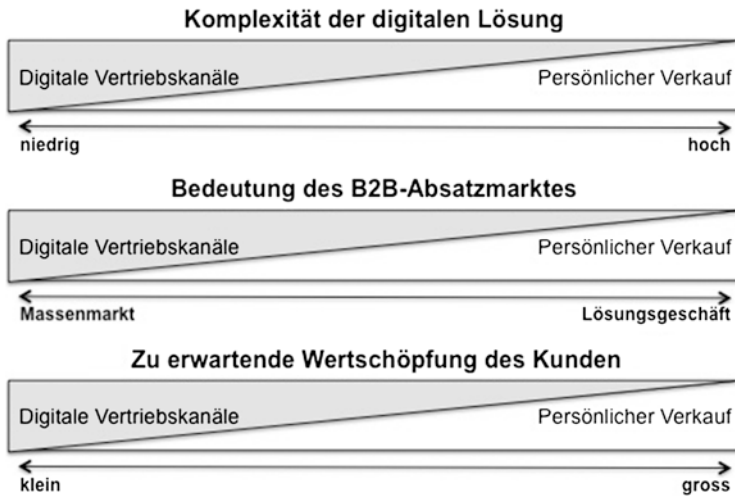 Komplexität der digitalen Lösung
Digitale Vertriebskanäle Persönlicher Verkauf
niedrig hoch
Bedeutung des B2B-Absatzmarktes
Digitale Vertriebskanäle Persönlicher Verkauf
Massenmarkt Lösungsgeschäft
Zu erwartende Wertschöpfung des Kunden
Digitale Vertriebskanäle Persönlicher Verkauf
klein gross